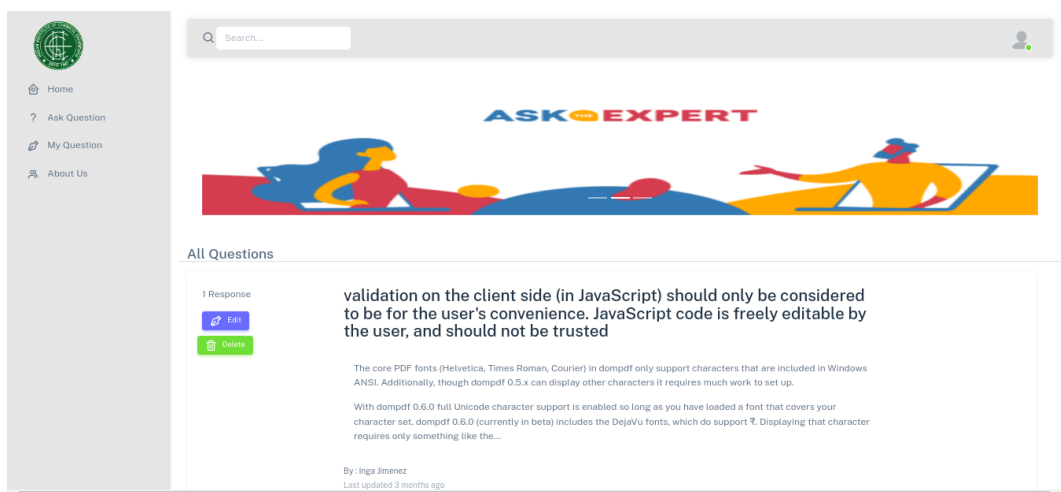 Search...
Home
Ask Question
My Question
About Us
ASK THE EXPERT
All Questions
1 Response
Edit
Delete
validation on the client side (in JavaScript) should only be considered
to be for the user's convenience. JavaScript code is freely editable by
the user, and should not be trusted
The core PDF fonts (Helvetica, Times Roman, Courier) in dompdf only support characters that are included in Windows
ANSI. Additionally, though dompdf 0.5.x can display other characters it requires much work to set up.
With dompdf 0.6.0 full Unicode character support is enabled so long as you have loaded a font that covers your
character set. dompdf 0.6.0 (currently in beta) includes the DejaVu fonts, which do support ₹. Displaying that character
requires only something like the...
By : Inga Jimenez
Last updated 3 months ago